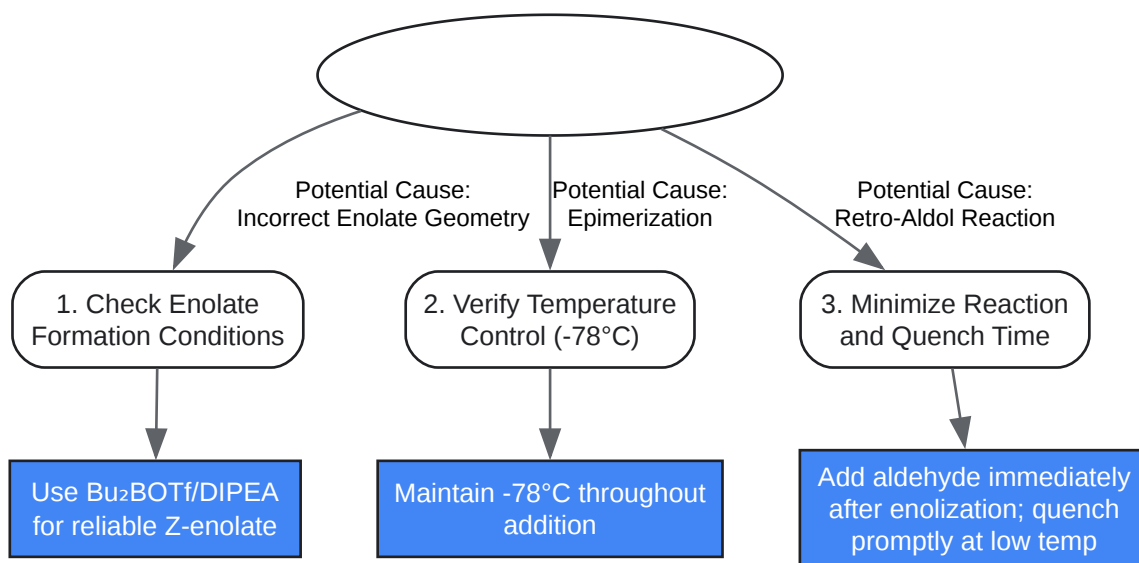 Potential Cause:
Incorrect Enolate Geometry
Potential Cause:
Epimerization
Potential Cause:
Retro-Aldol Reaction
1. Check Enolate
Formation Conditions
2. Verify Temperature
Control (-78°C)
3. Minimize Reaction
and Quench Time
Use Bu₂BOTf/DIPEA
for reliable Z-enolate
Maintain -78°C throughout
addition
Add aldehyde immediately
after enolization; quench
promptly at low temp